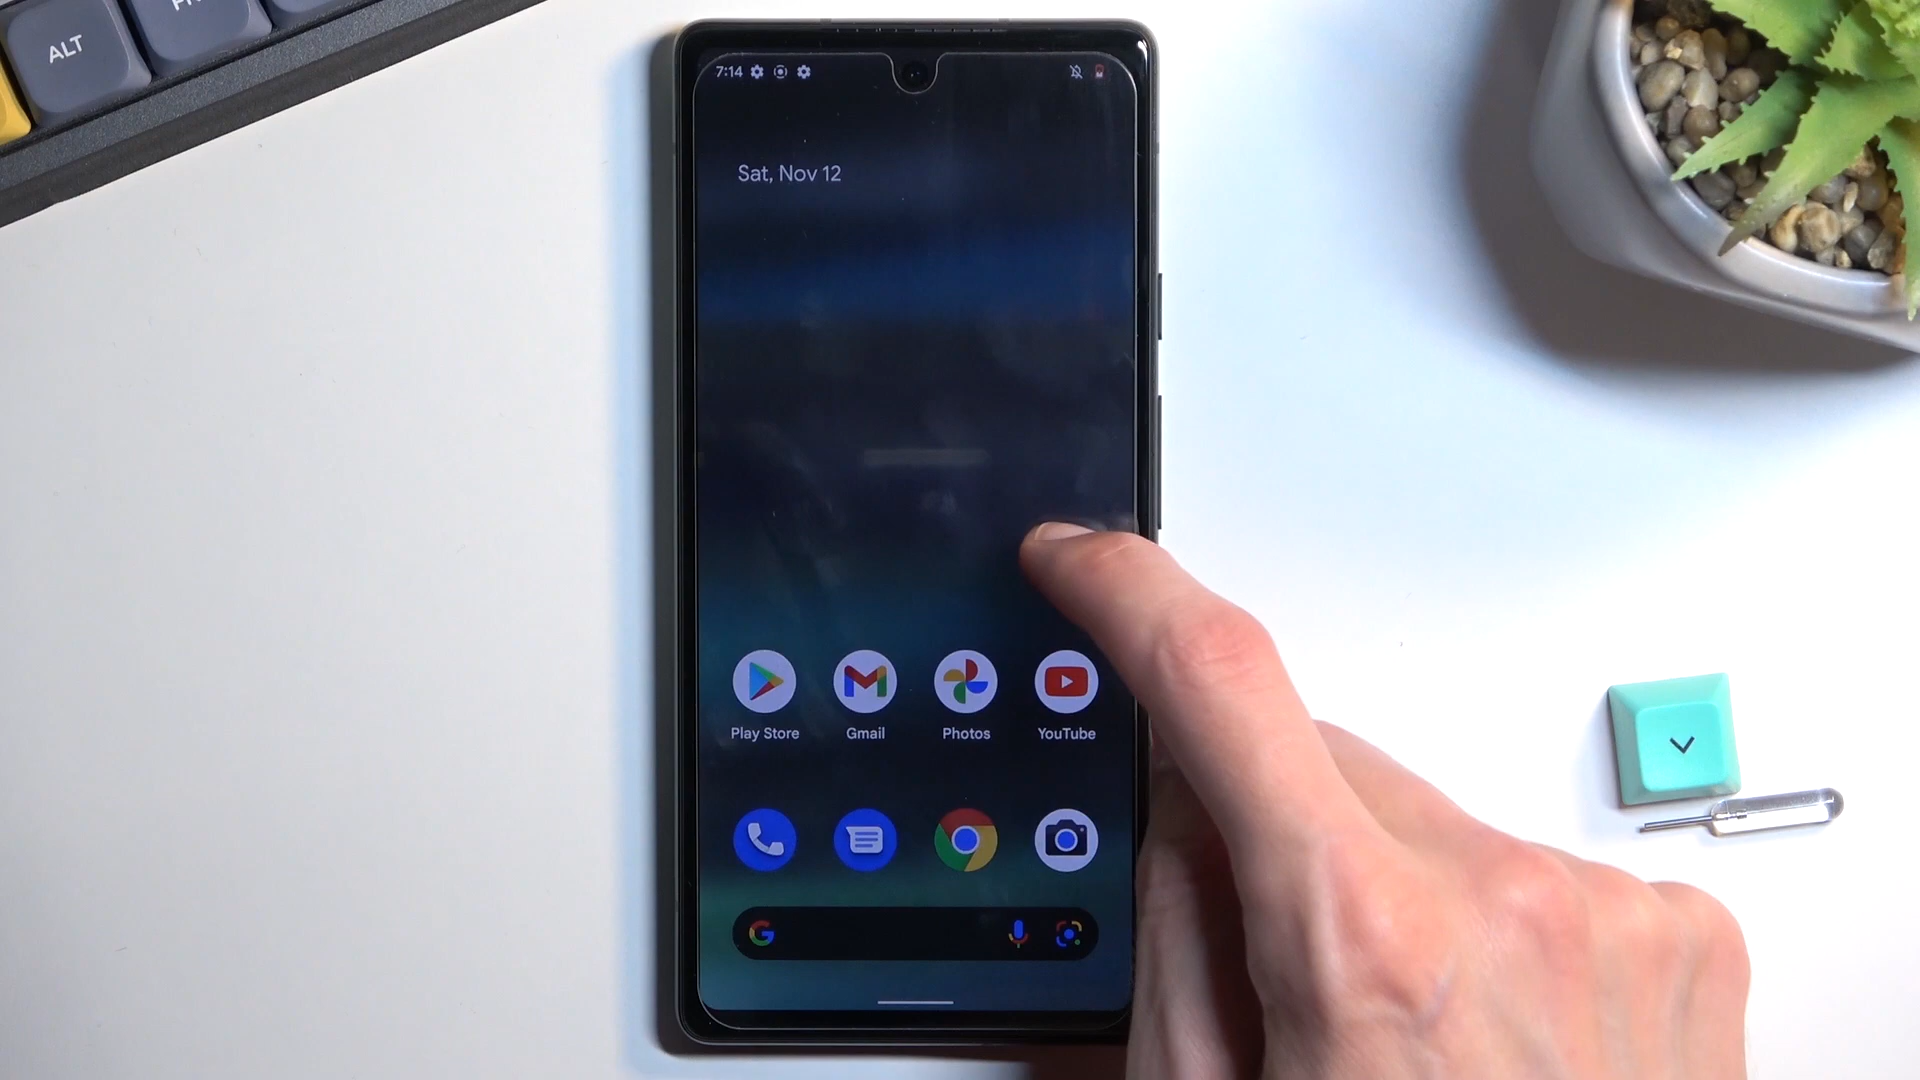 ALT
7:14
Sat, Nov 12
Play Store
Gmail
Photos
YouTube
G